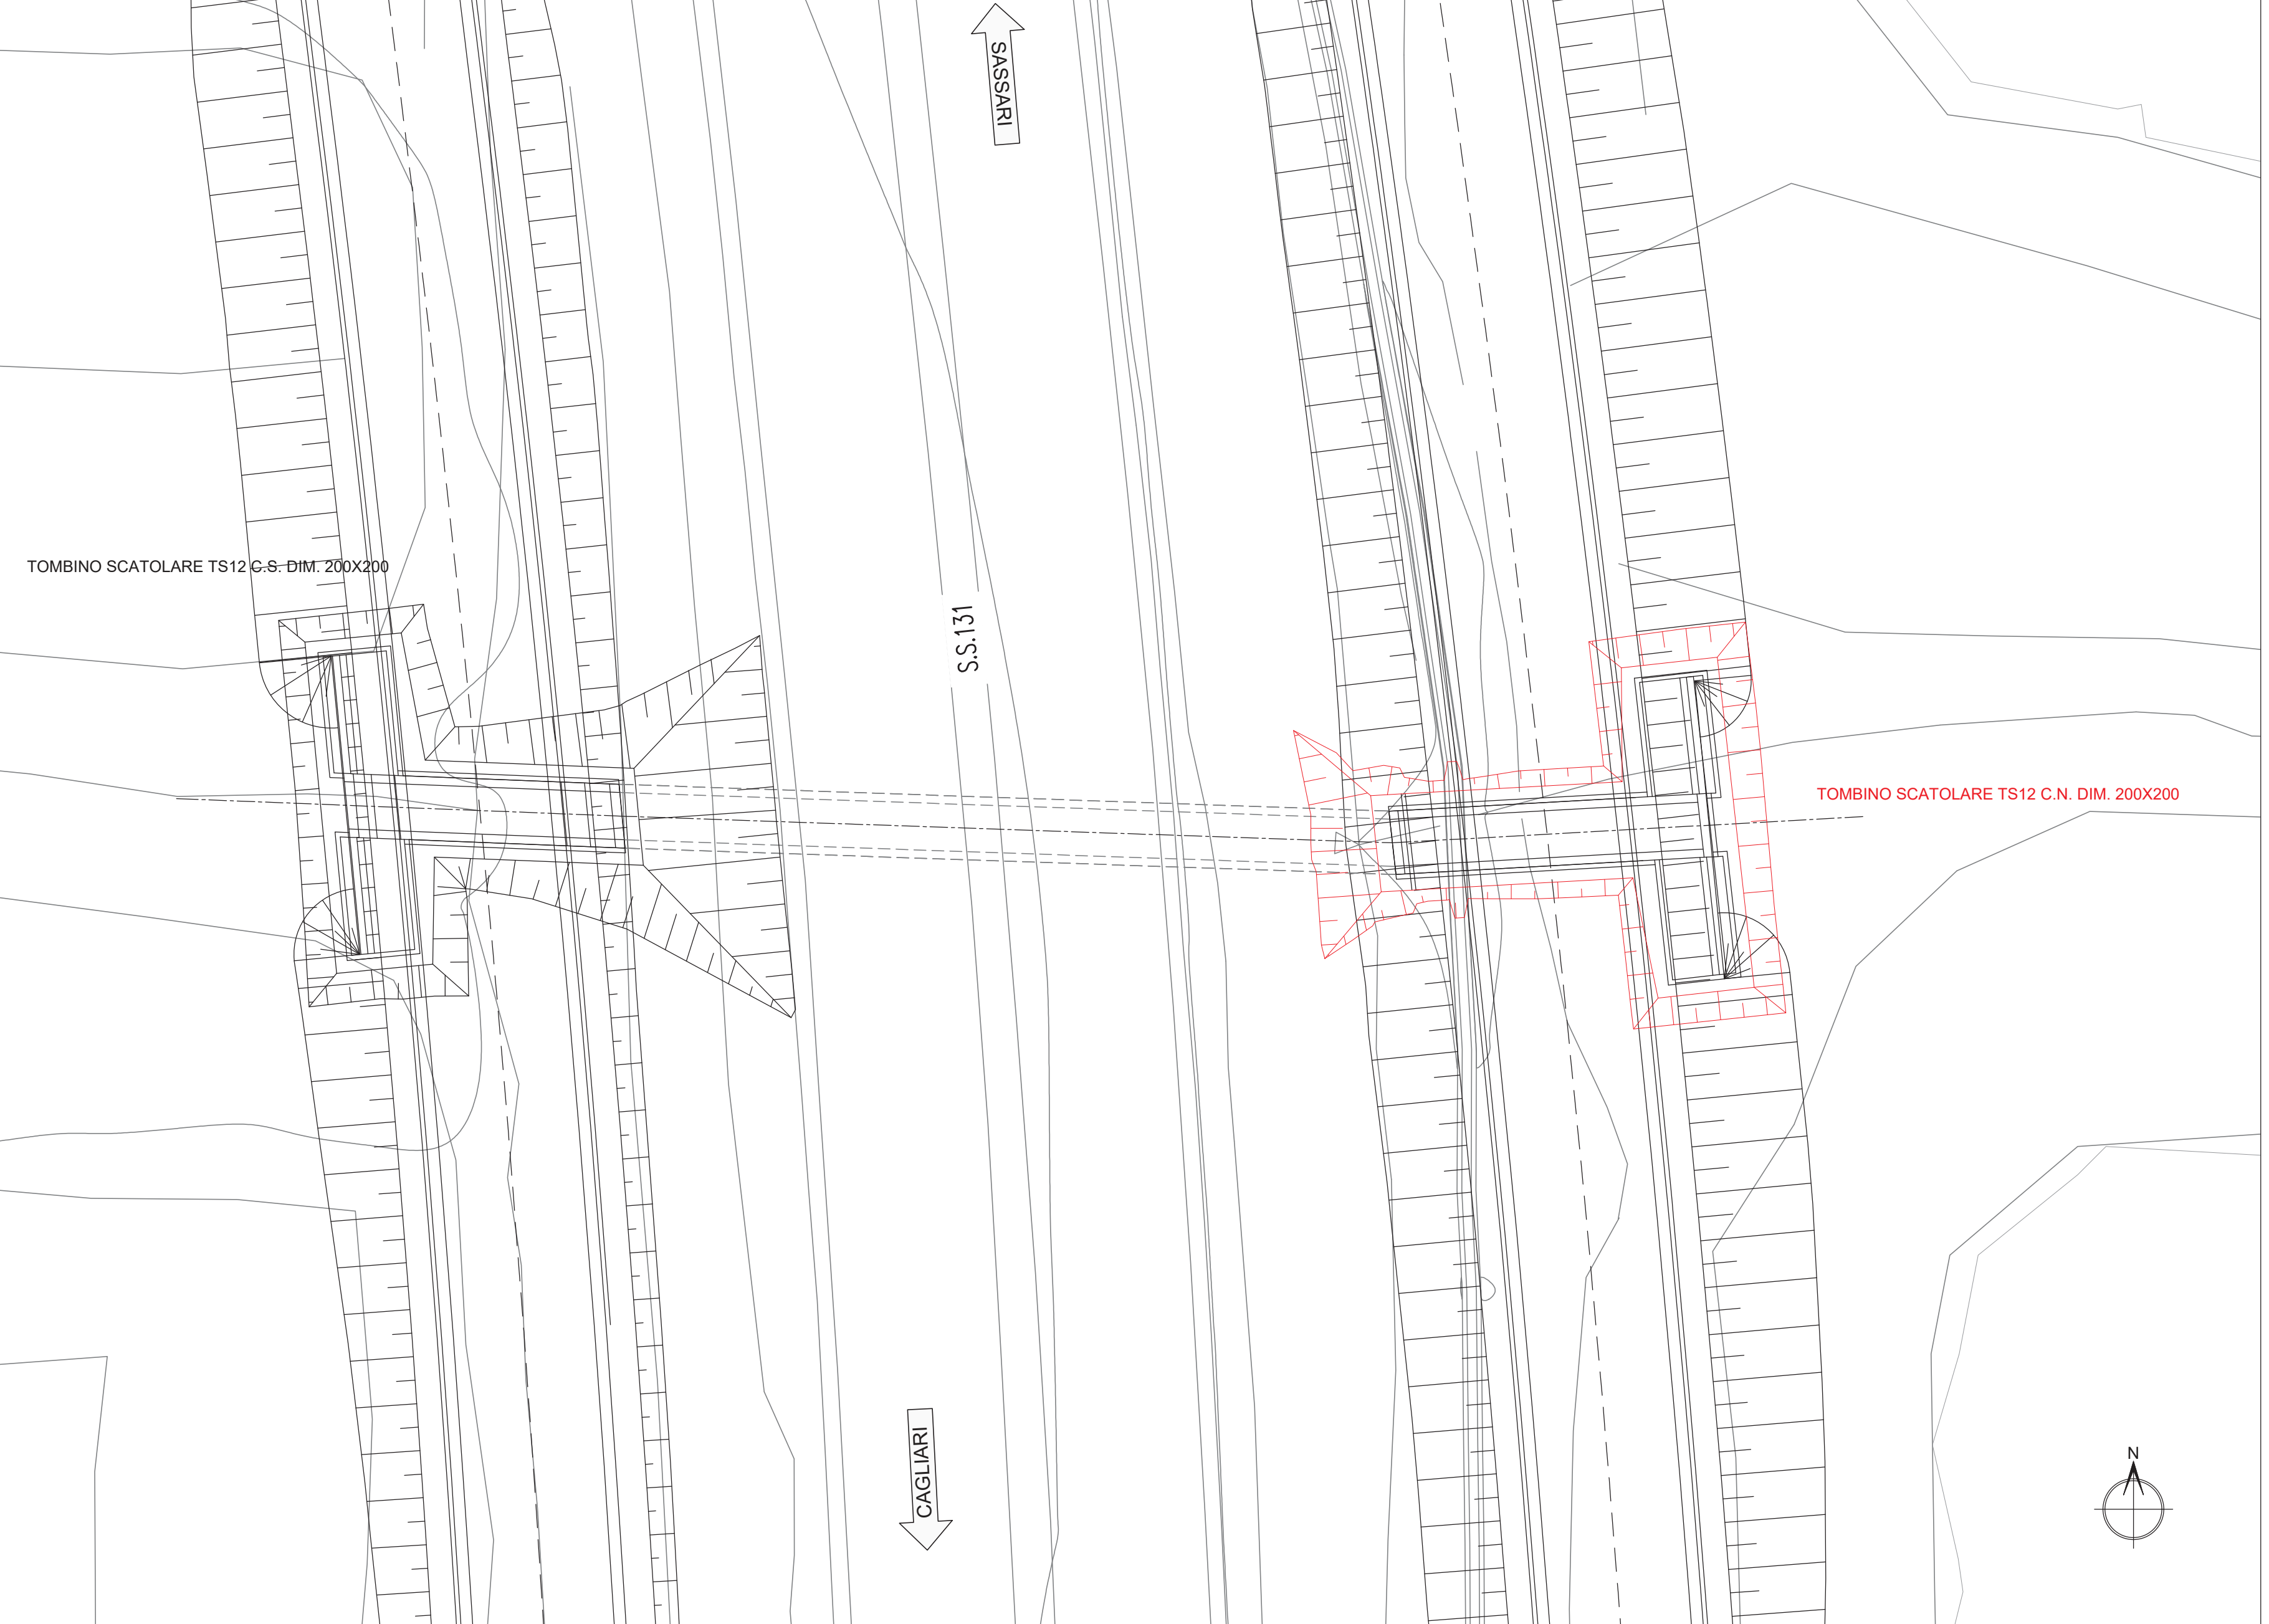 SASSARI
TOMBINO SCATOLARE TS12 C.S. DIM. 200X200
S.S.131
TOMBINO SCATOLARE TS12 C.N. DIM. 200X200
CAGLIARI
N